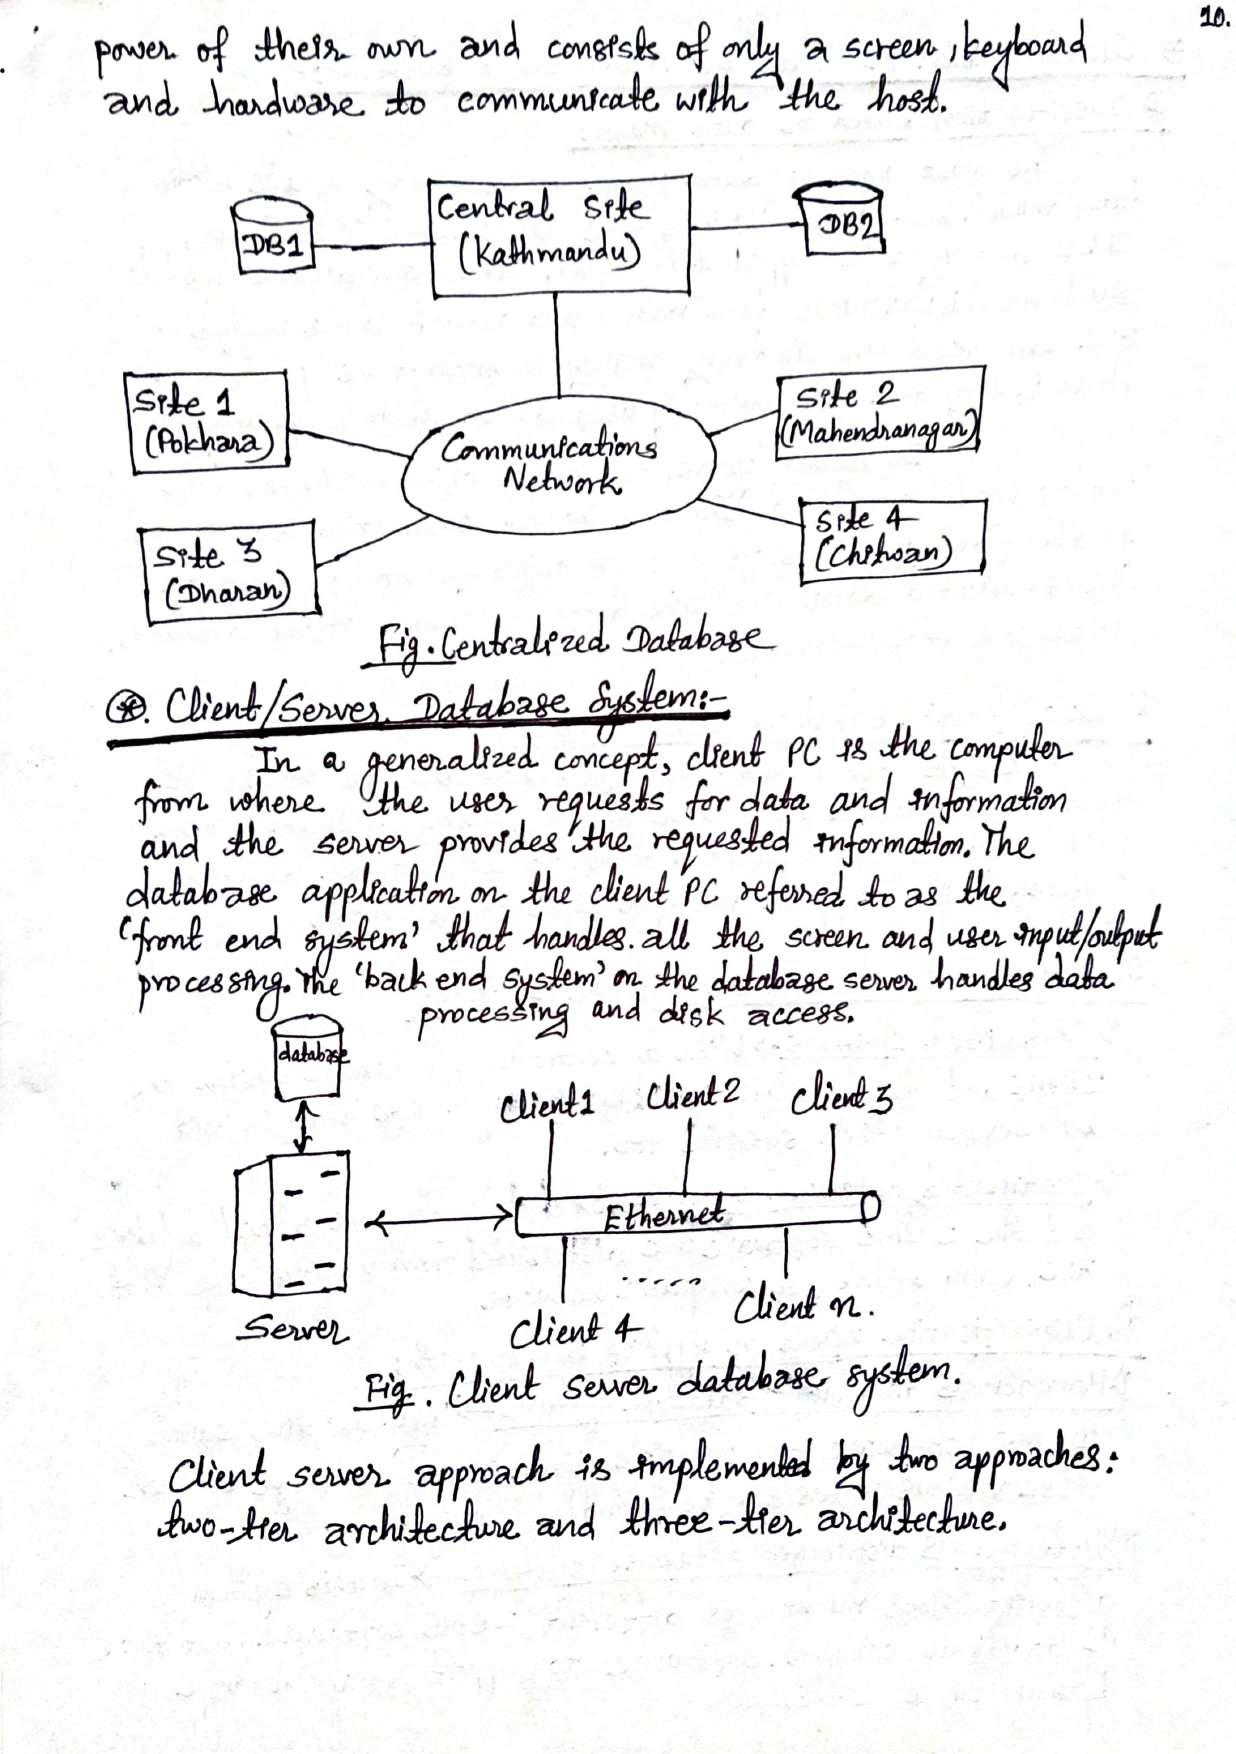 10.
power of their own and consists of only a screen, keyboard
and hardware to communicate with the host.
Central Site
(Kathmandu)
DB1
DB2
Site 1
(Pokhara)
Site 2
(Mahendranagar)
Communications
Network
Site 3
(Dharan)
Site 4
(Chitwan)
Fig. Centralized Database
⊛. Client/Server Database System:-
In a generalized concept, client PC is the computer
from where the user requests for data and information
and the server provides the requested information. The
database application on the client PC referred to as the
'front end system' that handles all the screen and user input/output
processing. The 'back end system' on the database server handles data
processing and disk access.
database
Client1 Client2 Client 3
Ethernet
.....
Server
Client 4
Client n.
Fig. Client server database system.
Client server approach is implemented by two approaches:
two-tier architecture and three-tier architecture.